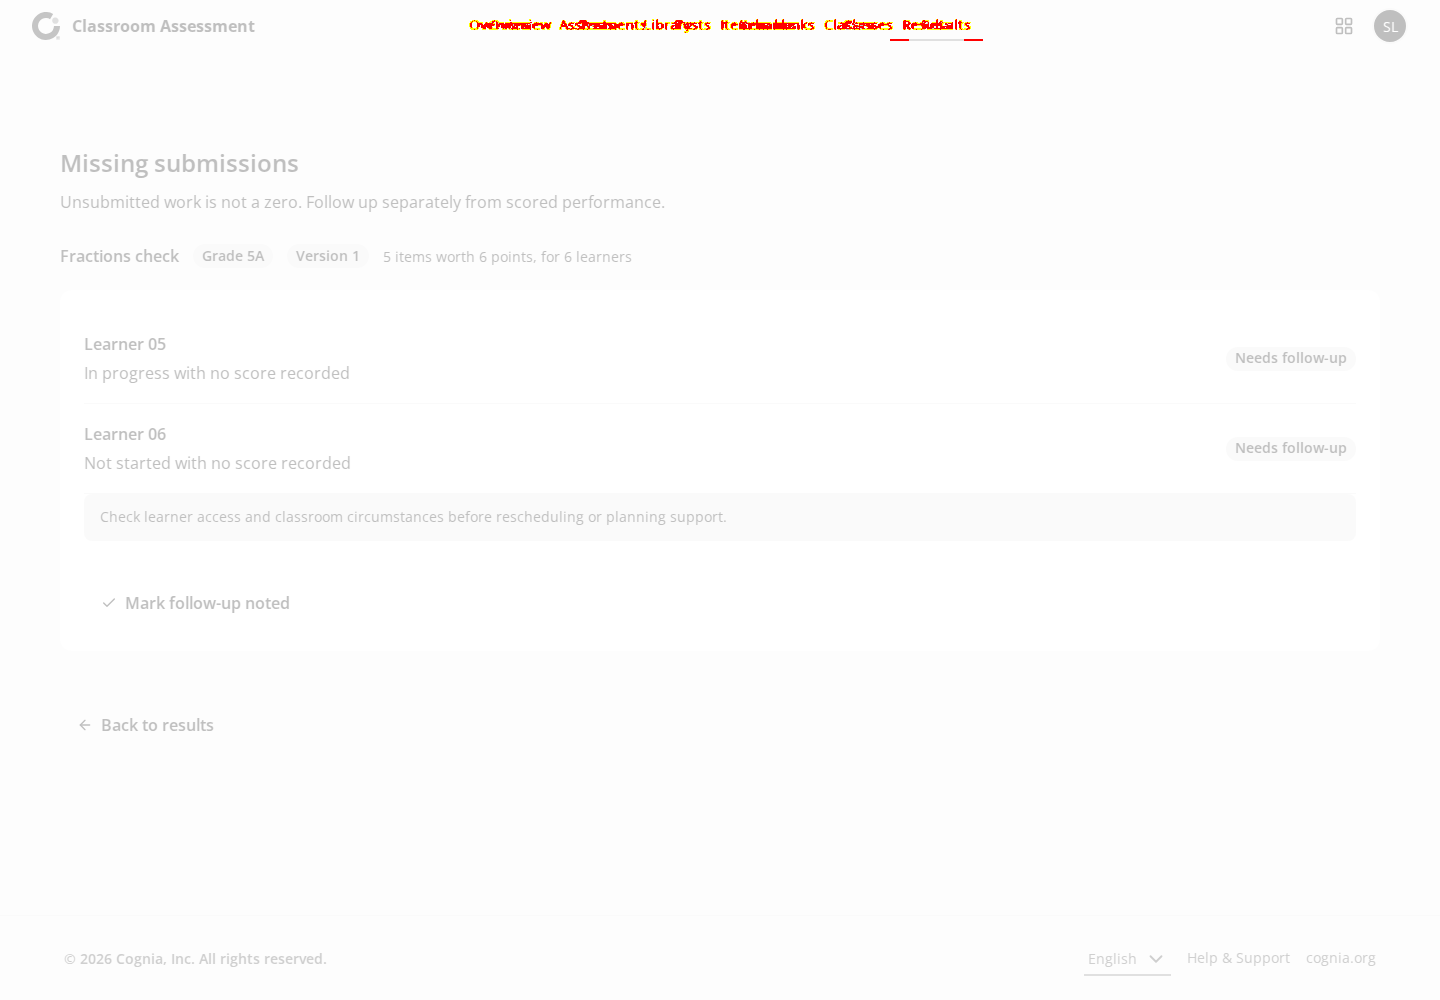 Classroom Assessment
SL
Missing submissions
Unsubmitted work is not a zero. Follow up separately from scored performance.
Fractions check Grade 5A Version 1 5 items worth 6 points, for 6 learners
Learner 05
In progress with no score recorded
Needs follow-up
Learner 06
Not started with no score recorded
Needs follow-up
Check learner access and classroom circumstances before rescheduling or planning support.
Mark follow-up noted
Back to results
© 2026 Cognia, Inc. All rights reserved.
English Help & Support cognia.org